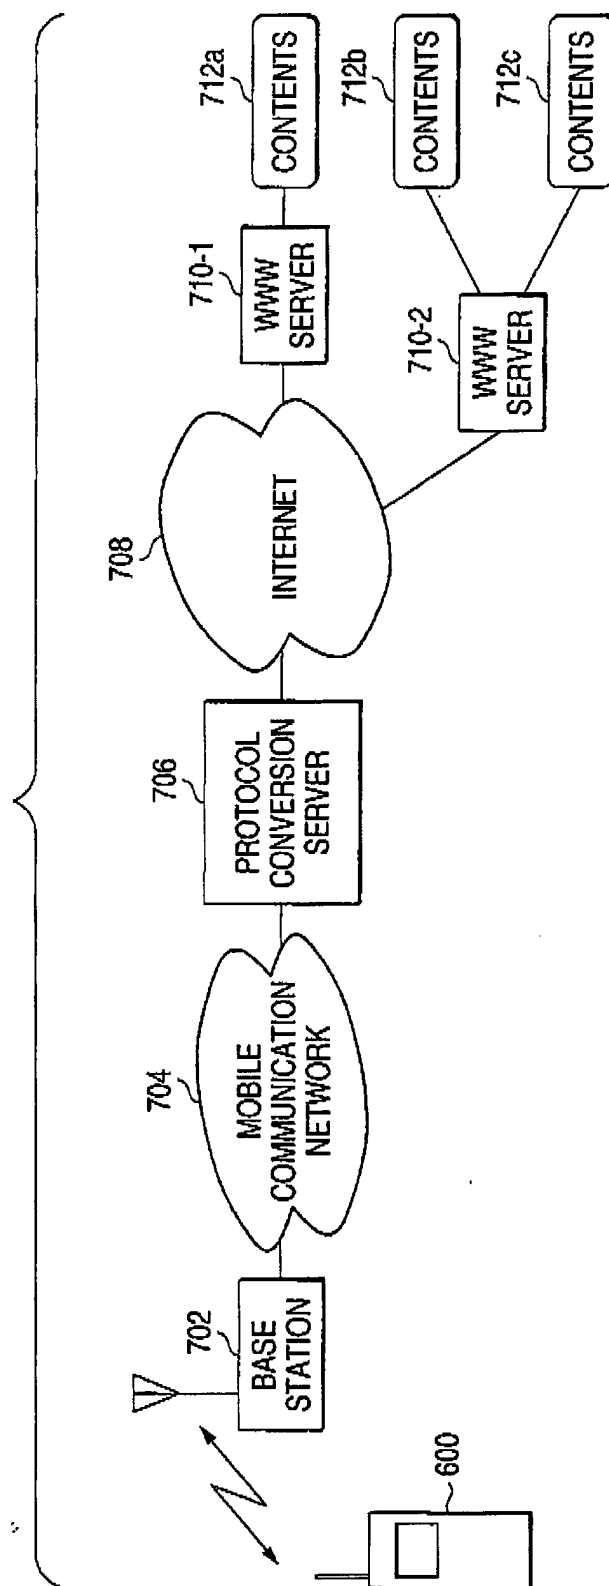 600
702
BASE
STATION
704
MOBILE
COMMUNICATION
NETWORK
706
PROTOCOL
CONVERSION
SERVER
708
INTERNET
710-1
WWW
SERVER
712a
CONTENTS
710-2
WWW
SERVER
712b
CONTENTS
712c
CONTENTS